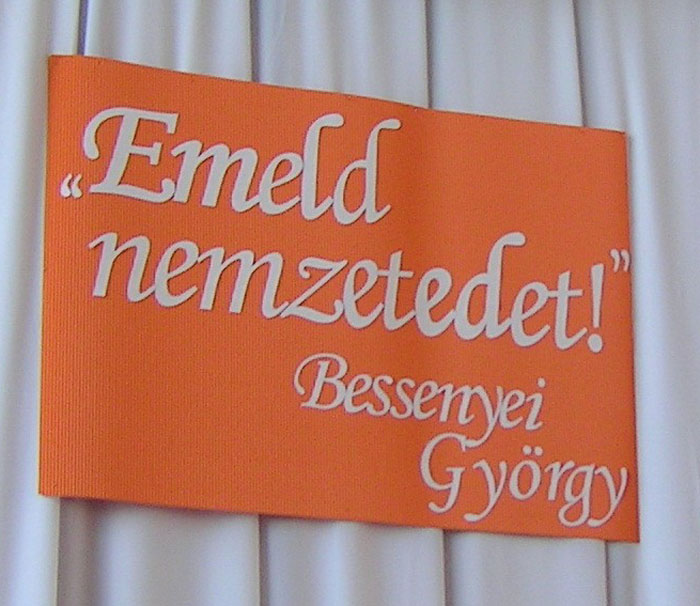 “Emeld
nemzetedet!”
Bessenyei
György